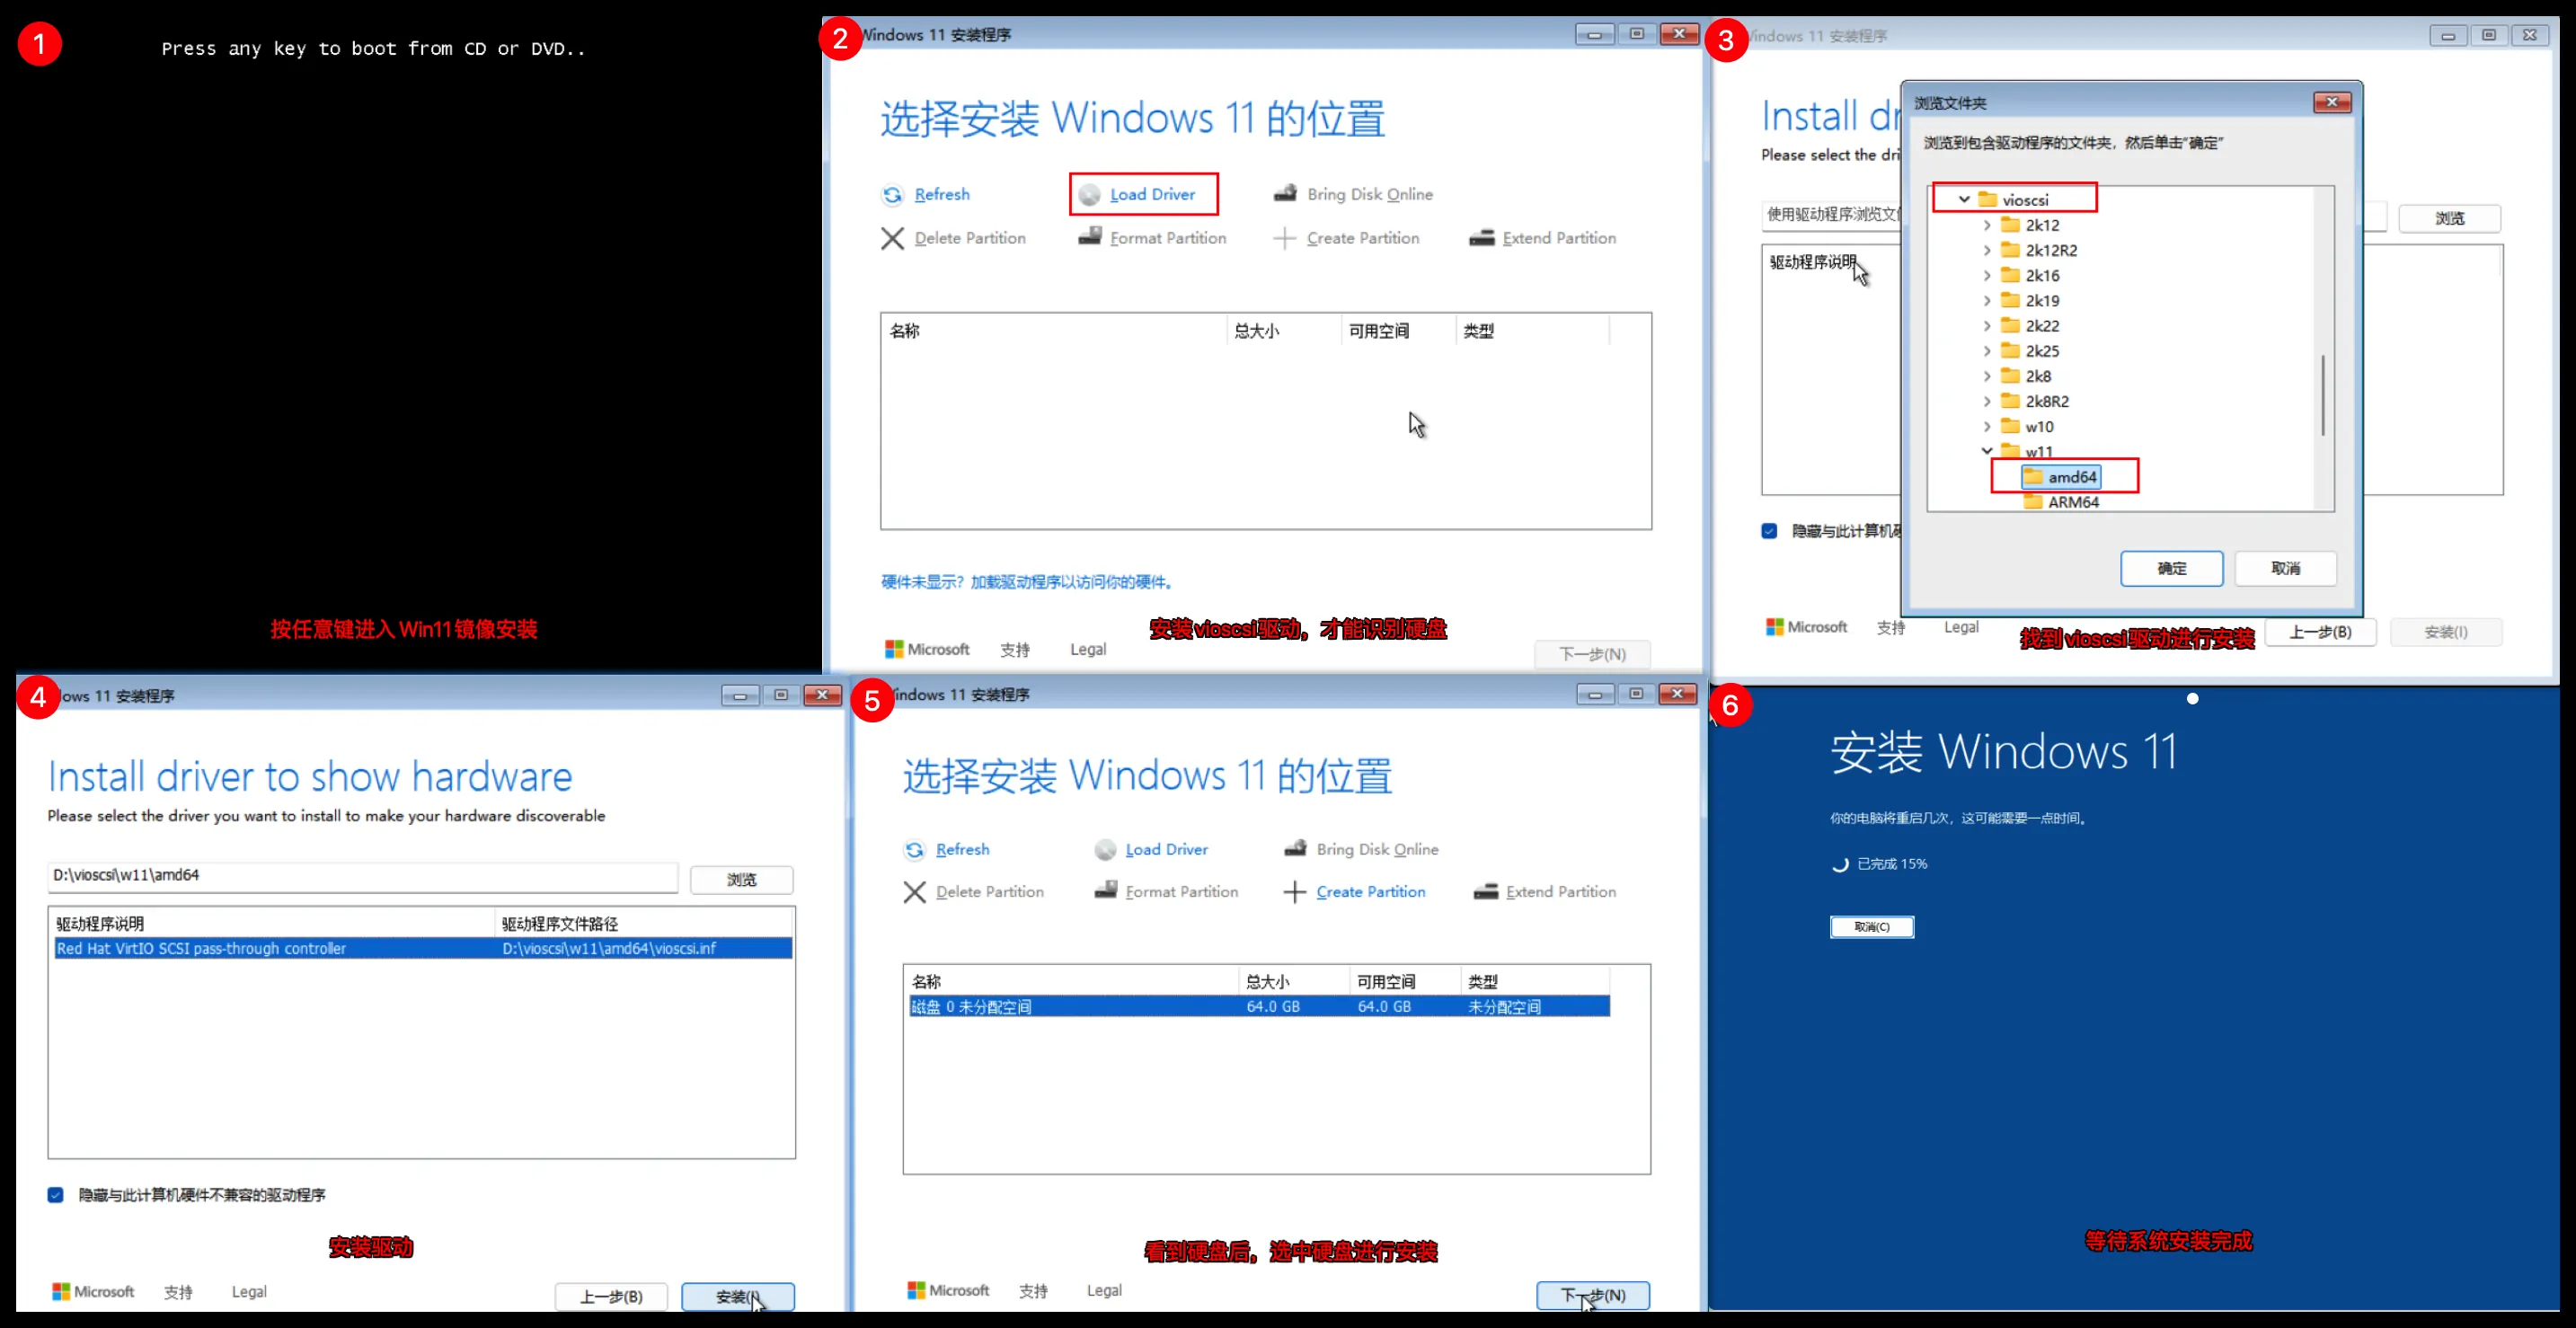 1
Press any key to boot from CD or DVD..
按任意键进入Win11镜像安装
2
Windows 11 安装程序
选择安装 Windows 11 的位置
Refresh
Load Driver
Bring Disk Online
Delete Partition
Format Partition
Create Partition
Extend Partition
名称 总大小 可用空间 类型
硬件未显示？加载驱动程序以访问你的硬件。
安装vioscsi驱动，才能识别硬盘
Microsoft 支持 Legal
下一步(N)
3
indows 11 安装程序
Install dr
Please select the dri
使用驱动程序浏览文
浏览
驱动程序说明
隐藏与此计算机硬
浏览文件夹
浏览到包含驱动程序的文件夹，然后单击“确定”
vioscsi
2k12
2k12R2
2k16
2k19
2k22
2k25
2k8
2k8R2
w10
w11
amd64
ARM64
确定
取消
Microsoft 支持 Legal
找到vioscsi驱动进行安装
上一步(B)
安装(I)
4
ows 11 安装程序
Install driver to show hardware
Please select the driver you want to install to make your hardware discoverable
D:\vioscsi\w11\amd64
浏览
驱动程序说明 驱动程序文件路径
Red Hat VirtIO SCSI pass-through controller D:\vioscsi\w11\amd64\vioscsi.inf
隐藏与此计算机硬件不兼容的驱动程序
安装驱动
Microsoft 支持 Legal
上一步(B)
安装(I)
5
indows 11 安装程序
选择安装 Windows 11 的位置
Refresh
Load Driver
Bring Disk Online
Delete Partition
Format Partition
Create Partition
Extend Partition
名称 总大小 可用空间 类型
磁盘 0 未分配空间 64.0 GB 64.0 GB 未分配空间
看到硬盘后，选中硬盘进行安装
Microsoft 支持 Legal
下一步(N)
6
安装 Windows 11
你的电脑将重启几次，这可能需要一点时间。
已完成 15%
取消(C)
等待系统安装完成